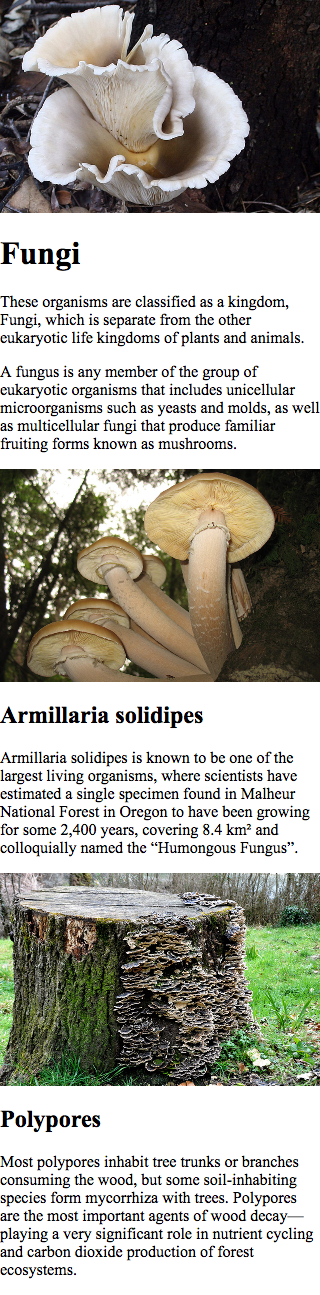 Fungi
These organisms are classified as a kingdom,
Fungi, which is separate from the other
eukaryotic life kingdoms of plants and animals.
A fungus is any member of the group of
eukaryotic organisms that includes unicellular
microorganisms such as yeasts and molds, as well
as multicellular fungi that produce familiar
fruiting forms known as mushrooms.
Armillaria solidipes
Armillaria solidipes is known to be one of the
largest living organisms, where scientists have
estimated a single specimen found in Malheur
National Forest in Oregon to have been growing
for some 2,400 years, covering 8.4 km² and
colloquially named the “Humongous Fungus”.
Polypores
Most polypores inhabit tree trunks or branches
consuming the wood, but some soil-inhabiting
species form mycorrhiza with trees. Polypores
are the most important agents of wood decay—
playing a very significant role in nutrient cycling
and carbon dioxide production of forest
ecosystems.